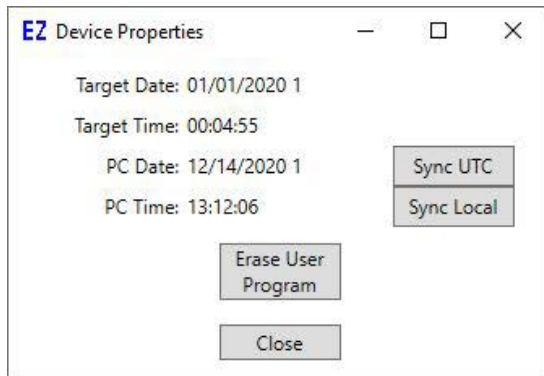 EZ Device Properties
Target Date: 01/01/2020 1
Target Time: 00:04:55
PC Date: 12/14/2020 1
Sync UTC
PC Time: 13:12:06
Sync Local
Erase User
Program
Close